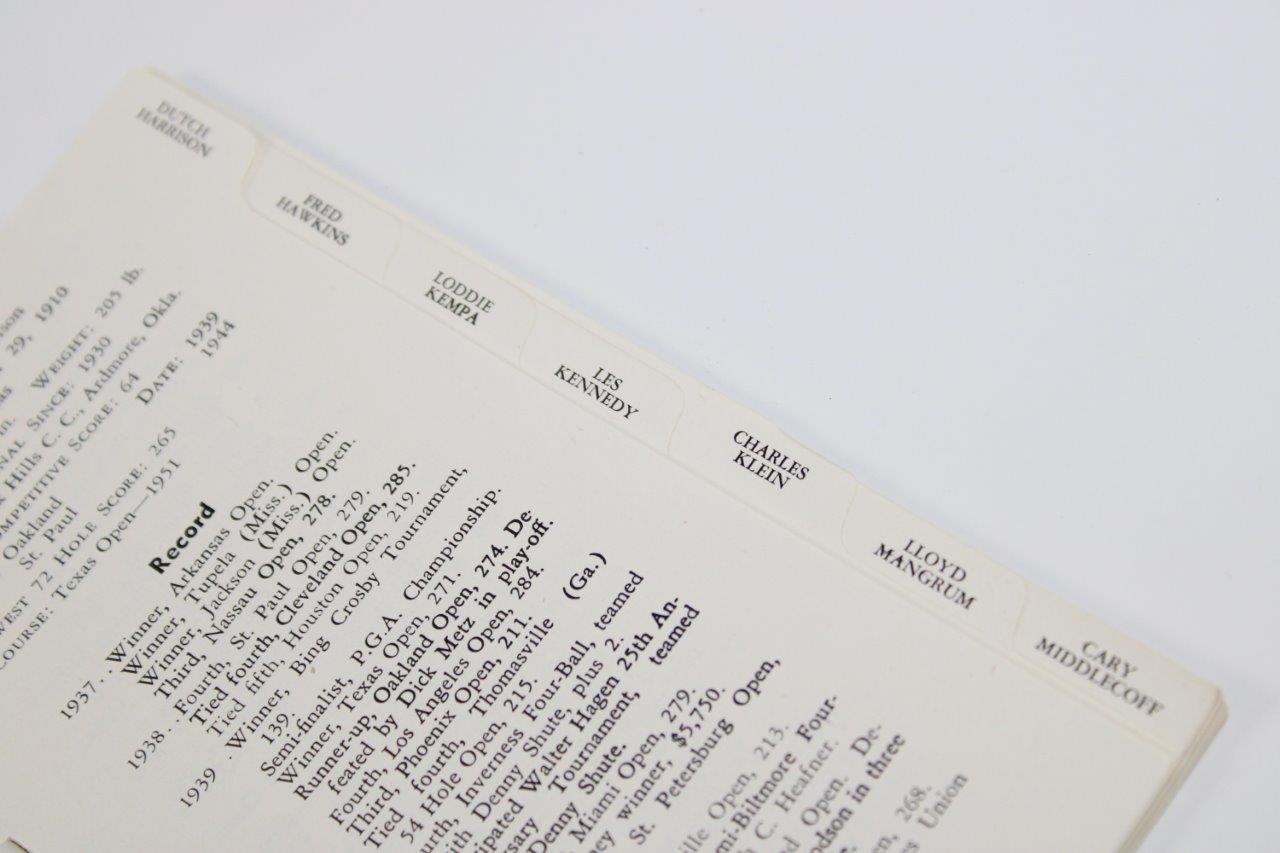 DUTCH
HARRISON
FRED
HAWKINS
LODDIE
KEMPA
LES
KENNEDY
CHARLES
KLEIN
LLOYD
MANGRUM
CARY
MIDDLECOFF
29, 1910
WEIGHT: 205 lb.
SINCE: 1930
Hills C. C., Ardmore, Okla.
SCORE: 64 DATE: 1939
Oakland 1944
St. Paul
72 HOLE SCORE: 265
COURSE: Texas Open—1951
Record
1937 . . Winner, Arkansas Open.
Winner, Tupela (Miss.) Open.
Winner, Jackson (Miss.) Open.
Third, Nassau Open, 278.
1938 . Fourth, St. Paul Open, 279.
Tied fourth, Cleveland Open, 285.
Tied fifth, Houston Open, 219.
1939 . Winner, Bing Crosby Tournament,
139.
Semi-finalist, P.G.A. Championship.
Winner, Texas Open, 271.
Runner-up, Oakland Open, 274. De-
feated by Dick Metz in play-off.
Fourth, Los Angeles Open, 284.
Third, Phoenix Open, 211.
Tied fourth, Thomasville (Ga.)
54 Hole Open, 215.
Inverness Four-Ball, teamed
Denny Shute, plus 2.
Walter Hagen 25th An-
Tournament, teamed
Denny Shute.
Miami Open, 279.
winner, $5,750.
St. Petersburg Open,
Open, 213.
Four-
C. Heafner.
Open. De-
in three
268.
Union